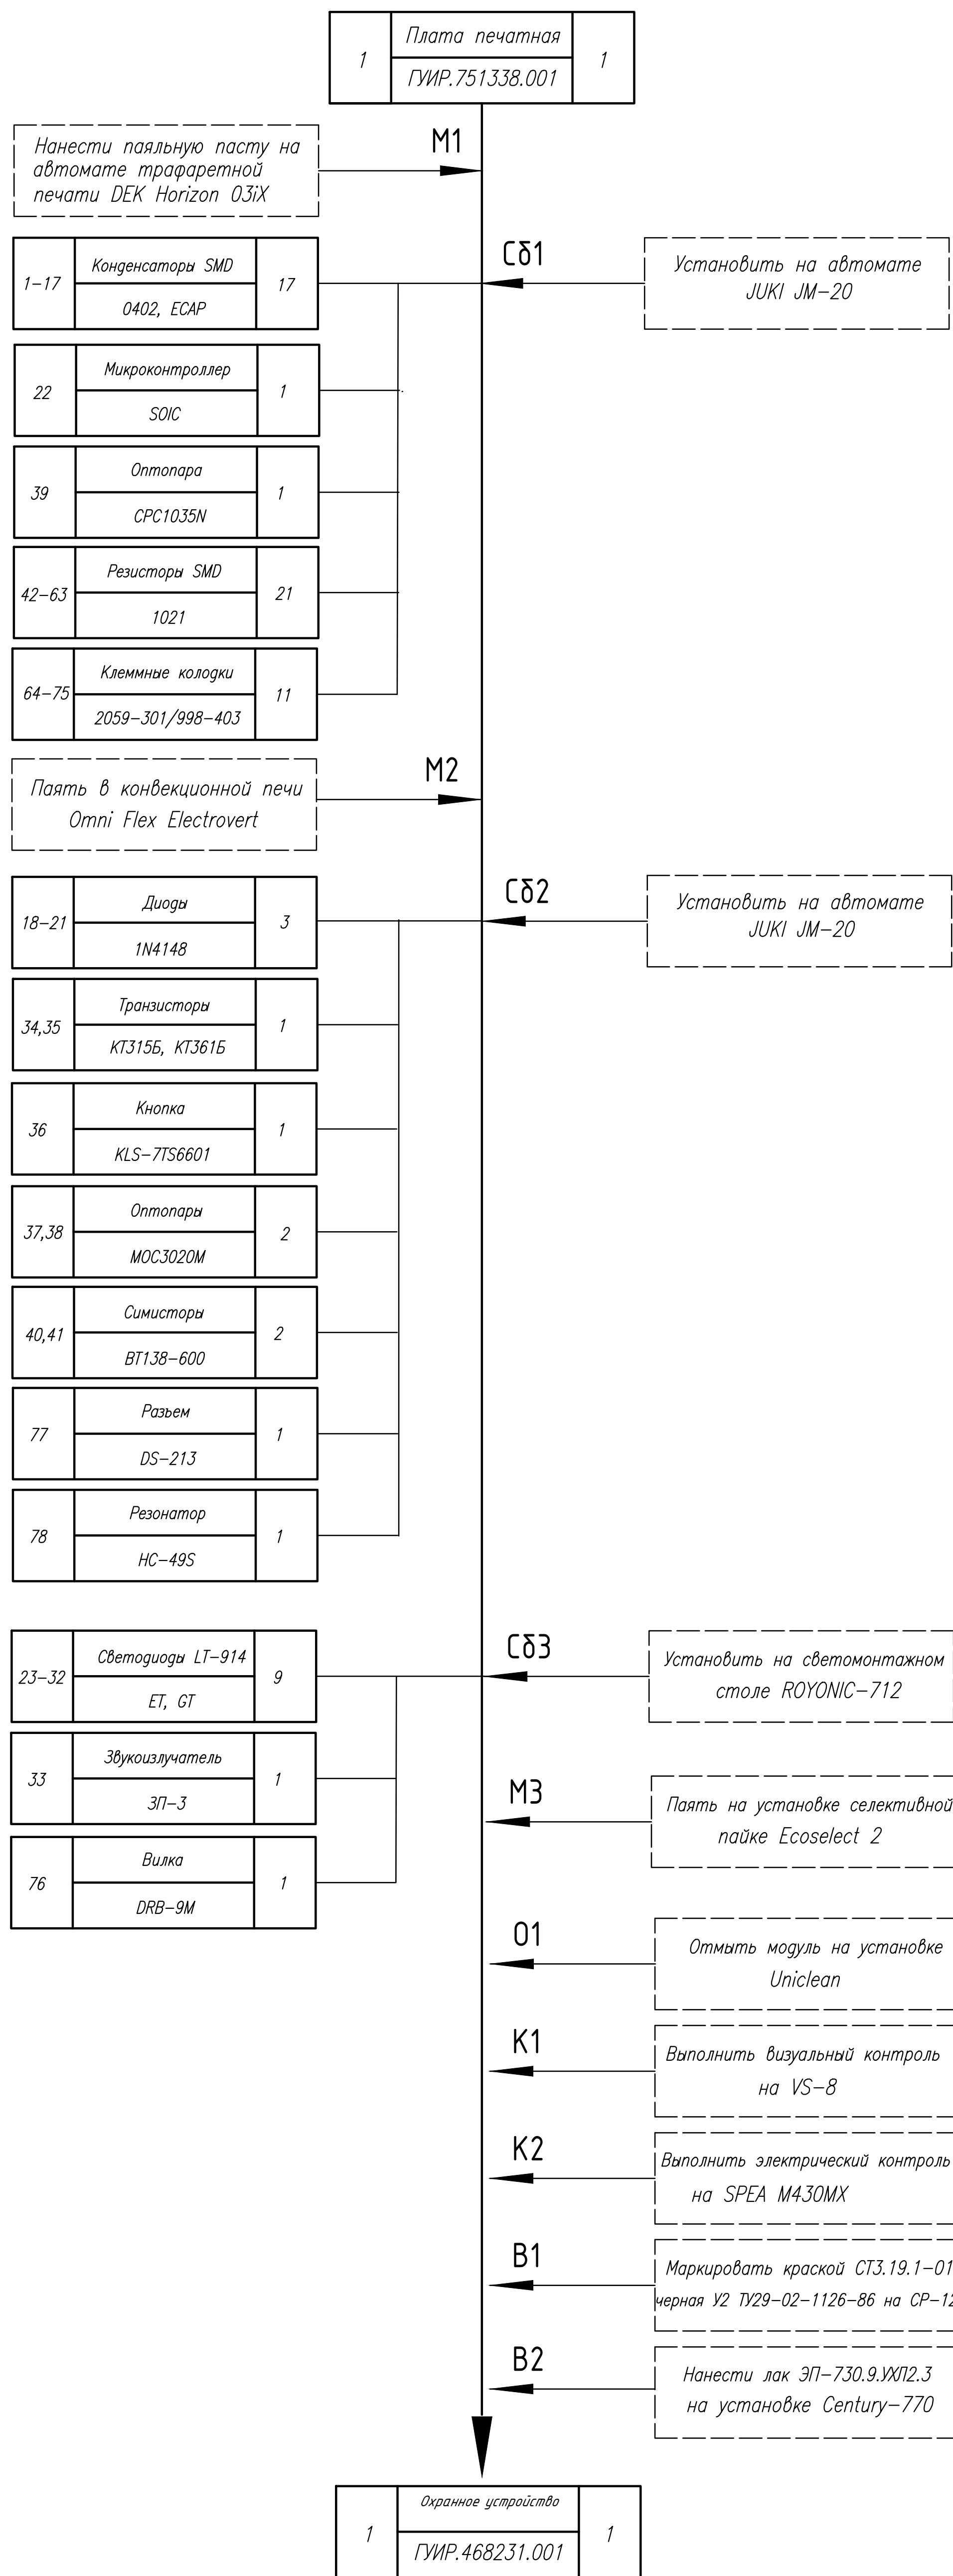 1
Плата печатная
ГУИР.751338.001
1
М1
Нанести паяльную пасту на
автомате трафаретной
печати DEK Horizon 03iX
Сб1
Установить на автомате
JUKI JM-20
1-17
Конденсаторы SMD
0402, ECAP
17
22
Микроконтроллер
SOIC
1
39
Оптопара
CPC1035N
1
42-63
Резисторы SMD
1021
21
64-75
Клеммные колодки
2059-301/998-403
11
М2
Паять в конвекционной печи
Omni Flex Electrovert
Сб2
Установить на автомате
JUKI JM-20
18-21
Диоды
1N4148
3
34,35
Транзисторы
КТ315Б, КТ361Б
1
36
Кнопка
KLS-7TS6601
1
37,38
Оптопары
MOC3020M
2
40,41
Симисторы
BT138-600
2
77
Разъем
DS-213
1
78
Резонатор
HC-49S
1
Сб3
Установить на светомонтажном
столе ROYONIC-712
23-32
Светодиоды LT-914
ET, GT
9
33
Звукоизлучатель
ЗП-3
1
76
Вилка
DRB-9M
1
М3
Паять на установке селективной
пайке Ecoselect 2
О1
Отмыть модуль на установке
Uniclean
К1
Выполнить визуальный контроль
на VS-8
К2
Выполнить электрический контроль
на SPEA M430MX
В1
Маркировать краской СТ3.19.1-01
черная У2 ТУ29-02-1126-86 на СР-12
В2
Нанести лак ЭП-730.9.УХЛ2.3
на установке Century-770
1
Охранное устройство
ГУИР.468231.001
1